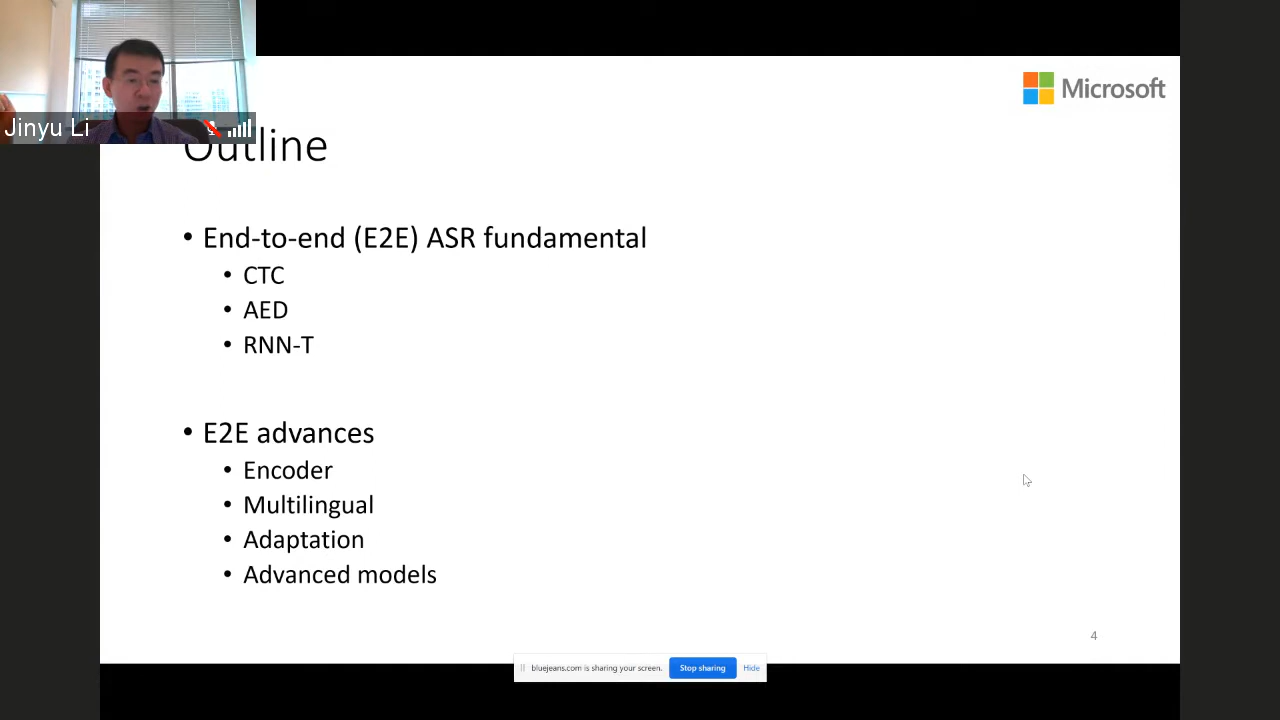 Microsoft
Jinyu Li
Outline
• End-to-end (E2E) ASR fundamental
• CTC
• AED
• RNN-T
• E2E advances
• Encoder
• Multilingual
• Adaptation
• Advanced models
4
bluejeans.com is sharing your screen. Stop sharing Hide